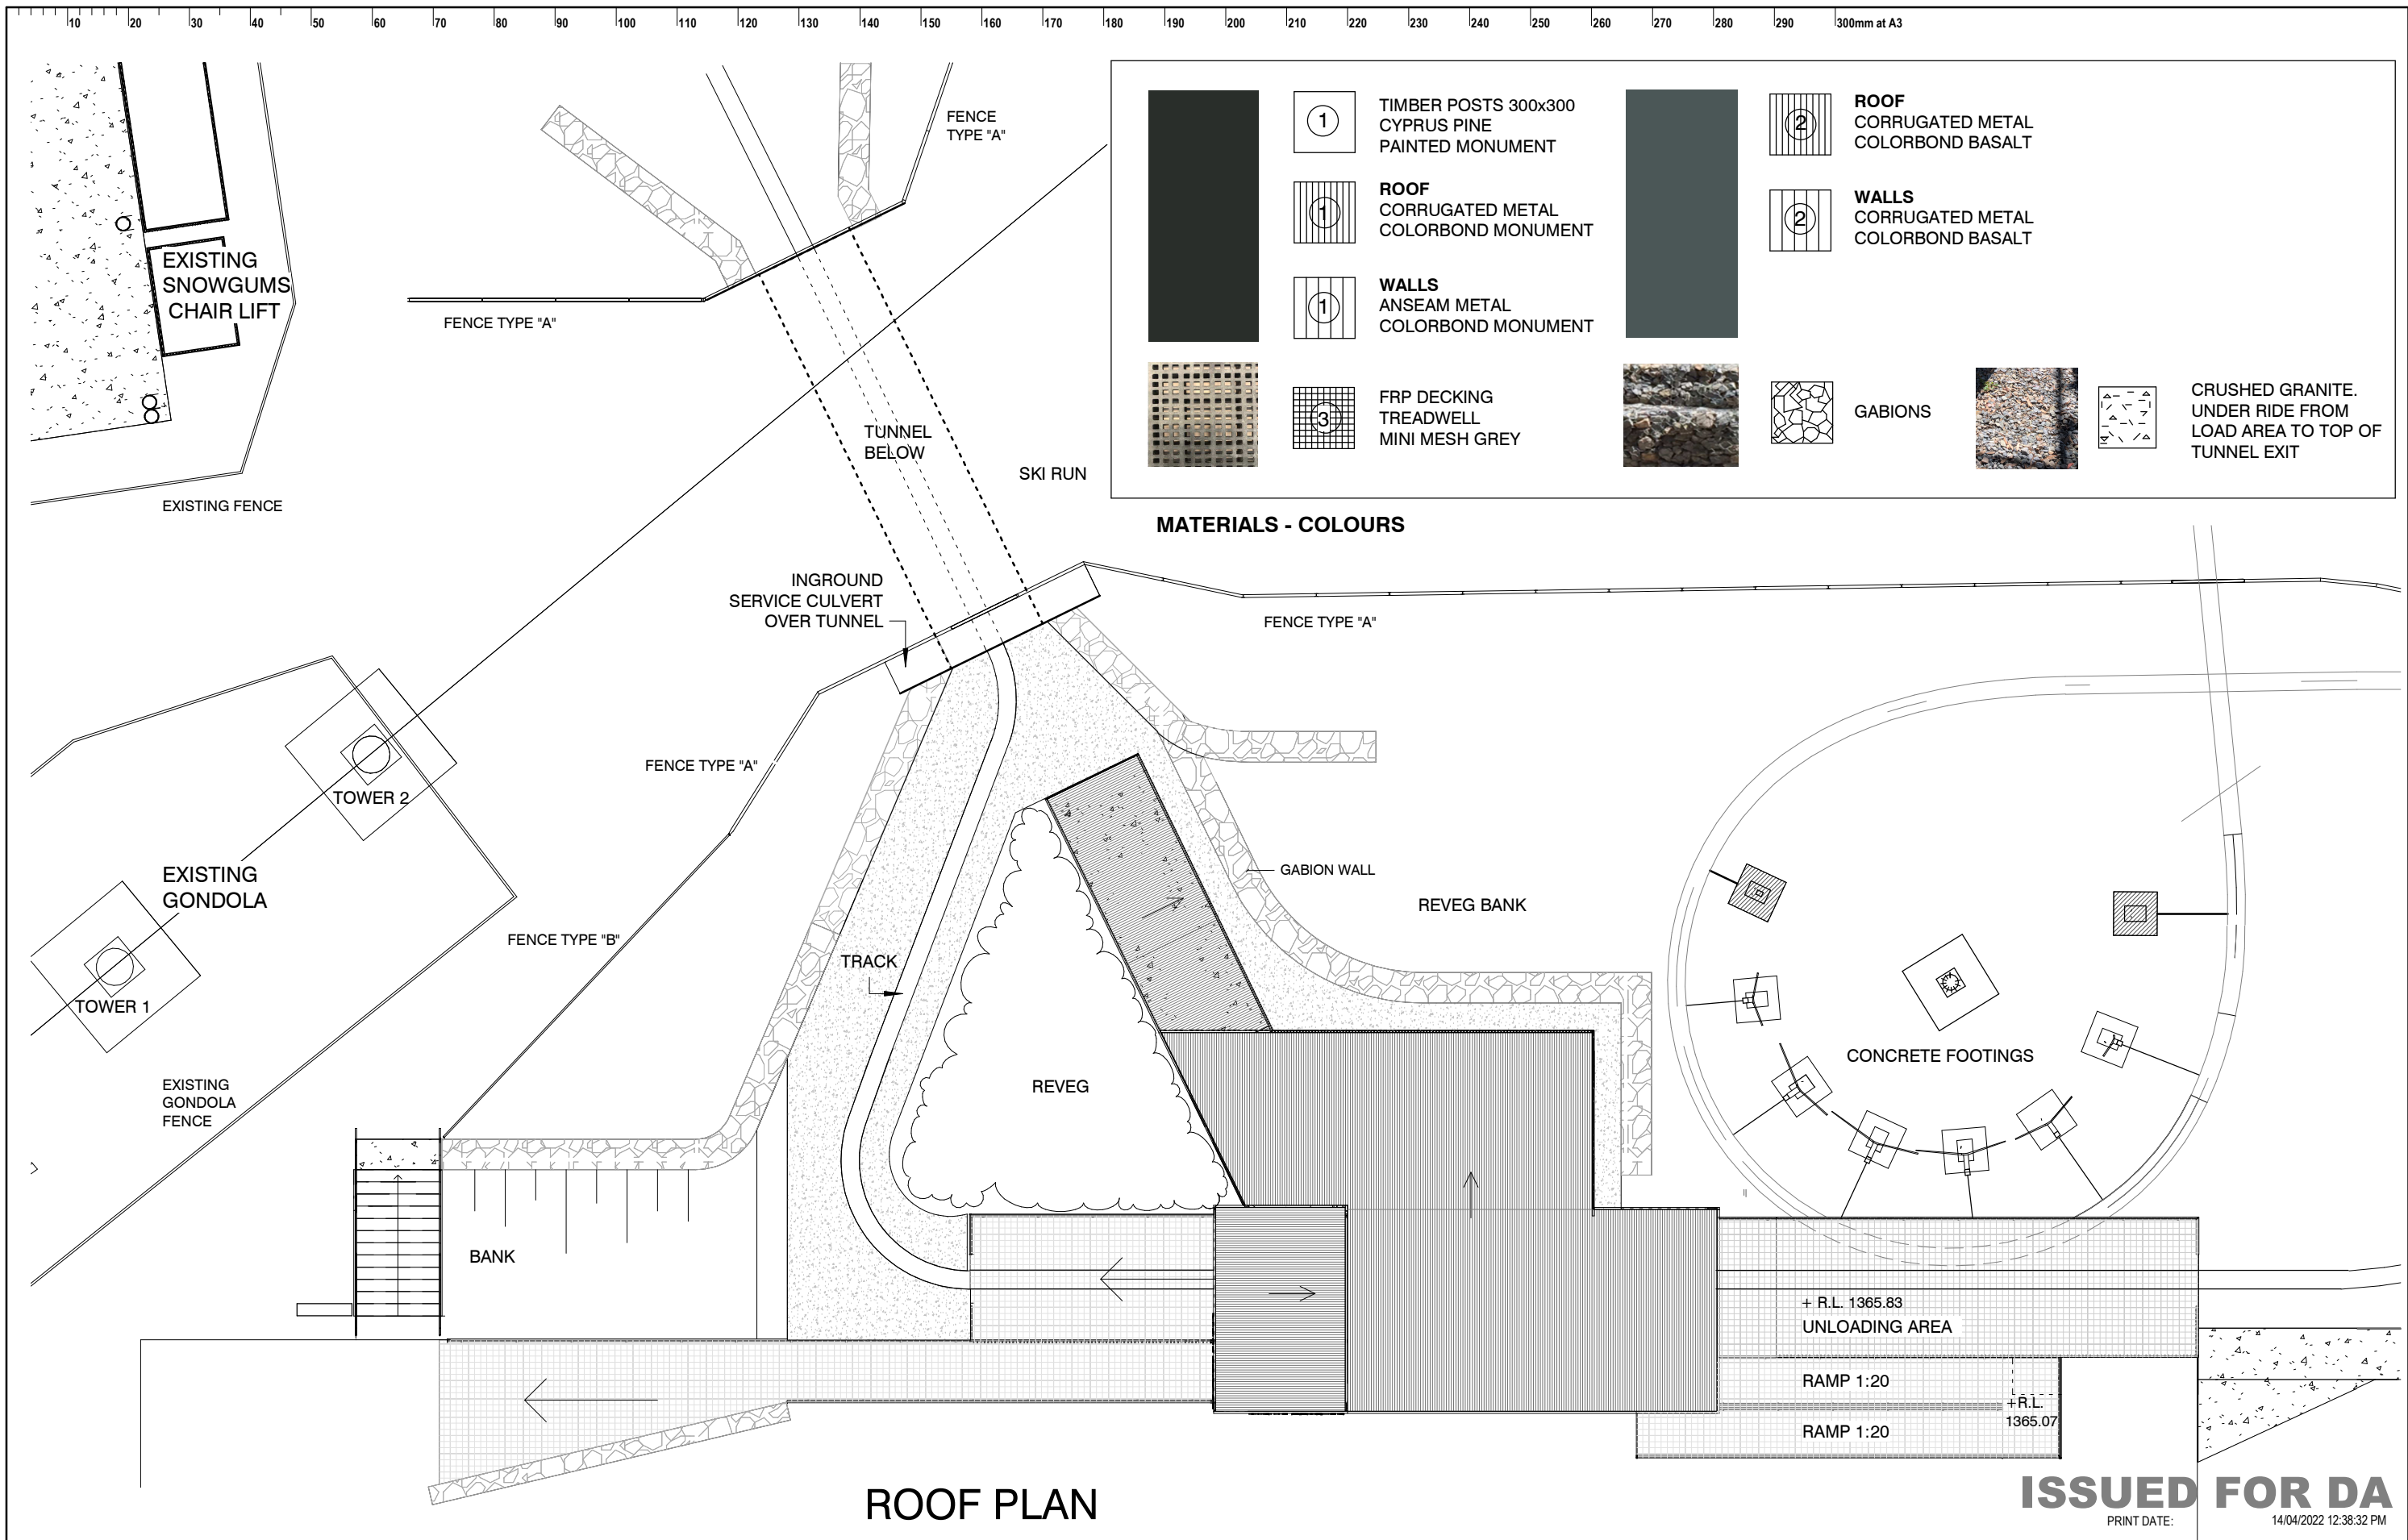 10 20 30 40 50 60 70 80 90 100 110 120 130 140 150 160 170 180 190 200 210 220 230 240 250 260 270 280 290 300mm at A3
1
TIMBER POSTS 300x300
CYPRUS PINE
PAINTED MONUMENT
1
ROOF
CORRUGATED METAL
COLORBOND MONUMENT
1
WALLS
ANSEAM METAL
COLORBOND MONUMENT
2
ROOF
CORRUGATED METAL
COLORBOND BASALT
2
WALLS
CORRUGATED METAL
COLORBOND BASALT
3
FRP DECKING
TREADWELL
MINI MESH GREY
GABIONS
CRUSHED GRANITE.
UNDER RIDE FROM
LOAD AREA TO TOP OF
TUNNEL EXIT
MATERIALS - COLOURS
FENCE
TYPE "A"
EXISTING
SNOWGUMS
CHAIR LIFT
FENCE TYPE "A"
TUNNEL
BELOW
SKI RUN
EXISTING FENCE
INGROUND
SERVICE CULVERT
OVER TUNNEL
FENCE TYPE "A"
FENCE TYPE "A"
TOWER 2
EXISTING
GONDOLA
GABION WALL
REVEG BANK
FENCE TYPE "B"
TRACK
TOWER 1
CONCRETE FOOTINGS
EXISTING
GONDOLA
FENCE
REVEG
BANK
+ R.L. 1365.83
UNLOADING AREA
RAMP 1:20
+R.L.
1365.07
RAMP 1:20
ROOF PLAN
ISSUED FOR DA
PRINT DATE: 14/04/2022 12:38:32 PM